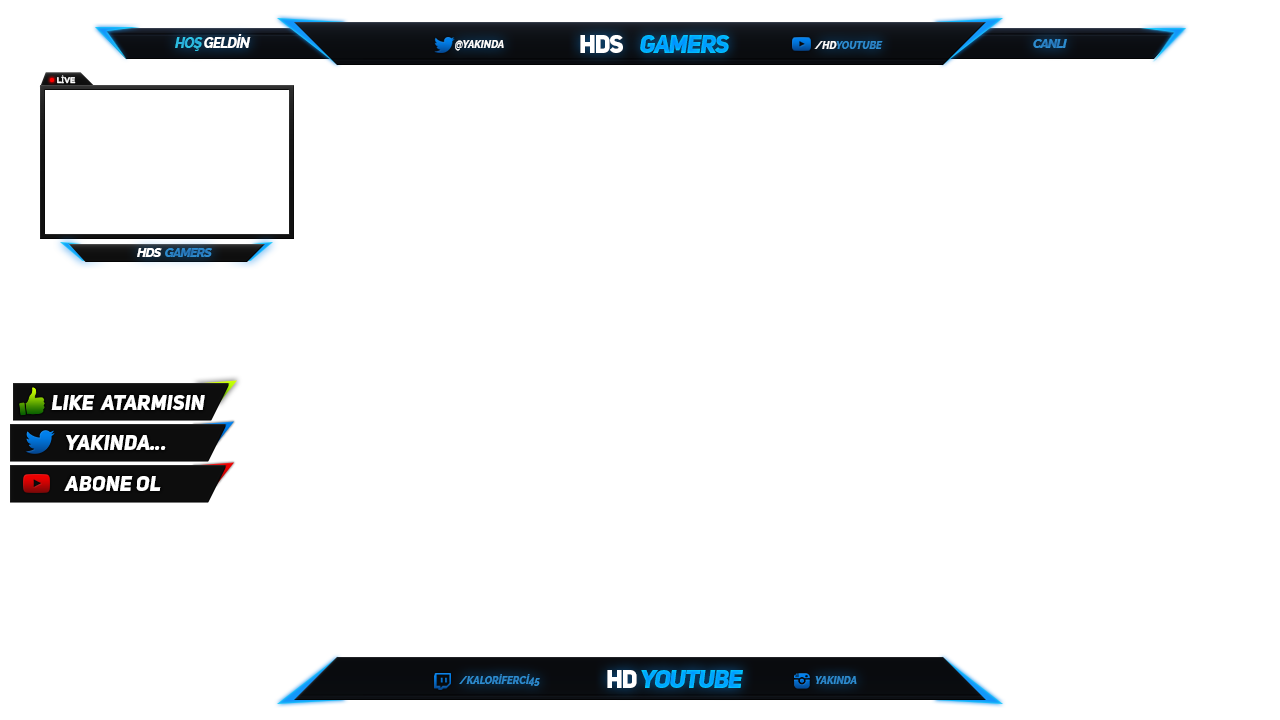 HOŞ GELDİN
@YAKINDA
HDS GAMERS
/HDYOUTUBE
CANLI
LİVE
HDS GAMERS
LIKE ATARMISIN
YAKINDA...
ABONE OL
/KALORİFERCİ45
HD YOUTUBE
YAKINDA